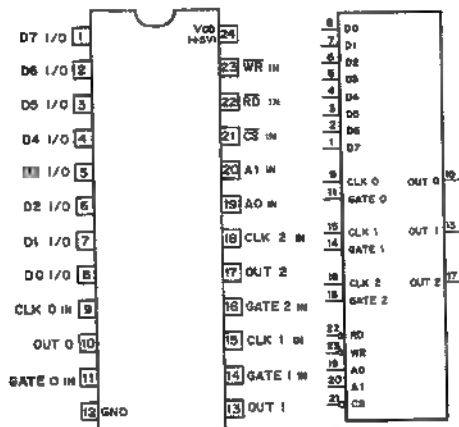 D7 I/O 1
D6 I/O 2
D5 I/O 3
D4 I/O 4
I/O 5
D2 I/O 6
D1 I/O 7
D0 I/O 8
CLK 0 IN 9
OUT 0 10
GATE 0 IN 11
12 GND
24 VCC
23 WR IN
22 RD IN
21 CS IN
20 A1 IN
19 A0 IN
18 CLK 2 IN
17 OUT 2
16 GATE 2 IN
15 CLK 1 IN
14 GATE 1 IN
13 OUT 1
8 D0
7 D1
6 D2
5 D3
4 D4
3 D5
2 D6
1 D7
9 CLK 0 OUT 0 10
11 GATE 0
15 CLK 1 OUT 1 13
14 GATE 1
18 CLK 2 OUT 2 17
GATE 2
22 RD
23 WR
19 A0
20 A1
21 CS